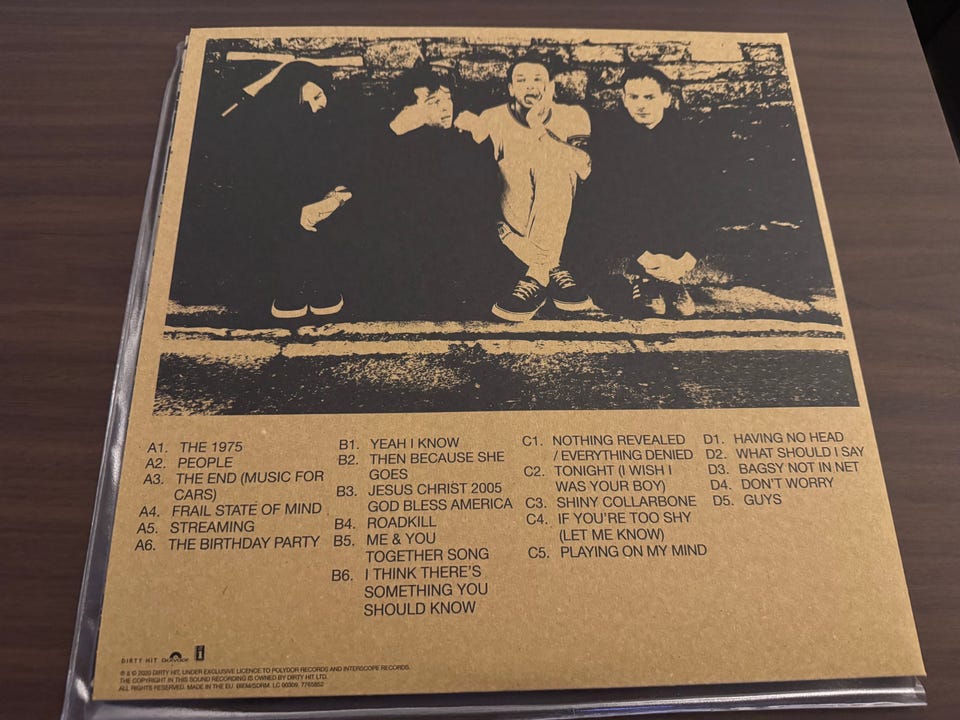 A1. THE 1975
A2. PEOPLE
A3. THE END (MUSIC FOR
CARS)
A4. FRAIL STATE OF MIND
A5. STREAMING
A6. THE BIRTHDAY PARTY
B1. YEAH I KNOW
B2. THEN BECAUSE SHE
GOES
B3. JESUS CHRIST 2005
GOD BLESS AMERICA
B4. ROADKILL
B5. ME & YOU
TOGETHER SONG
B6. I THINK THERE'S
SOMETHING YOU
SHOULD KNOW
C1. NOTHING REVEALED
/ EVERYTHING DENIED
C2. TONIGHT (I WISH I
WAS YOUR BOY)
C3. SHINY COLLARBONE
C4. IF YOU'RE TOO SHY
(LET ME KNOW)
C5. PLAYING ON MY MIND
D1. HAVING NO HEAD
D2. WHAT SHOULD I SAY
D3. BAGSY NOT IN NET
D4. DON'T WORRY
D5. GUYS
DIRTY HIT POLYDOR i
℗ & © 2020 DIRTY HIT, UNDER EXCLUSIVE LICENCE TO POLYDOR RECORDS AND INTERSCOPE RECORDS.
THE COPYRIGHT IN THIS SOUND RECORDING IS OWNED BY DIRTY HIT LTD.
ALL RIGHTS RESERVED. MADE IN THE EU. BIEM/SDRM. LC 00309. 7765852